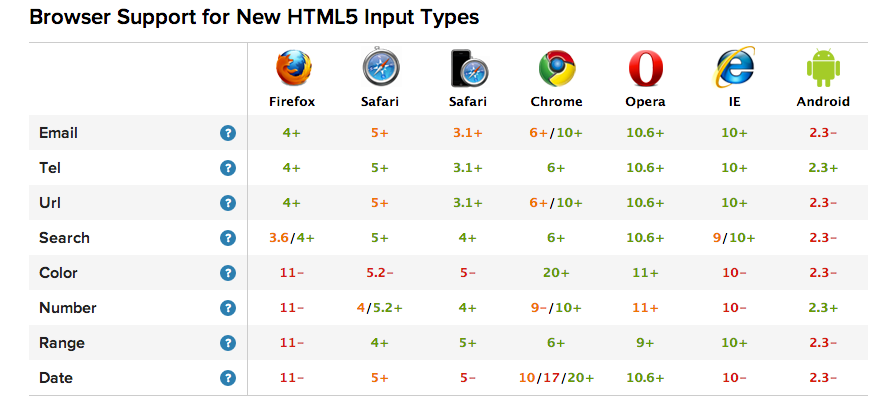 Browser Support for New HTML5 Input Types
Firefox Safari Safari Chrome Opera IE Android
Email ? 4+ 5+ 3.1+ 6+/10+ 10.6+ 10+ 2.3–
Tel ? 4+ 5+ 3.1+ 6+ 10.6+ 10+ 2.3+
Url ? 4+ 5+ 3.1+ 6+/10+ 10.6+ 10+ 2.3–
Search ? 3.6/4+ 5+ 4+ 6+ 10.6+ 9/10+ 2.3–
Color ? 11– 5.2– 5– 20+ 11+ 10– 2.3–
Number ? 11– 4/5.2+ 4+ 9–/10+ 11+ 10– 2.3+
Range ? 11– 4+ 5+ 6+ 9+ 10+ 2.3–
Date ? 11– 5+ 5– 10/17/20+ 10.6+ 10– 2.3–